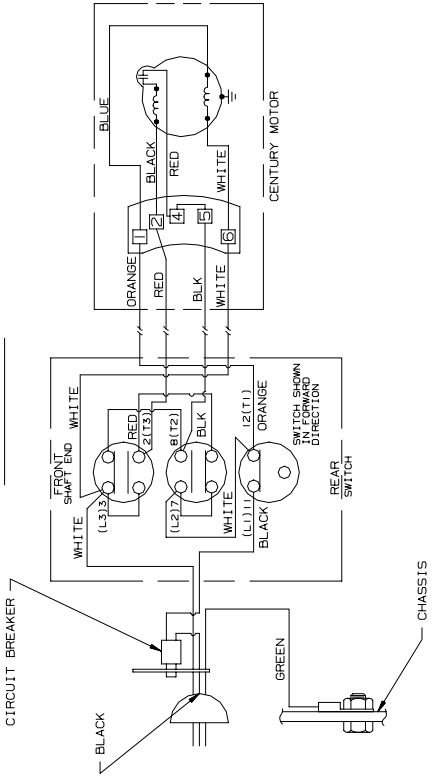 CIRCUIT BREAKER
BLACK
GREEN
CHASSIS
FRONT
SHAFT END
WHITE
WHITE
(L3)3
RED
2(T3)
8(T2)
(L2)7
BLK
WHITE
(L1)11
BLACK
12(T1)
ORANGE
SWITCH SHOWN
IN FORWARD
DIRECTION
REAR
SWITCH
ORANGE
RED
BLK
WHITE
1
2
4
5
6
BLUE
BLACK
RED
WHITE
CENTURY MOTOR